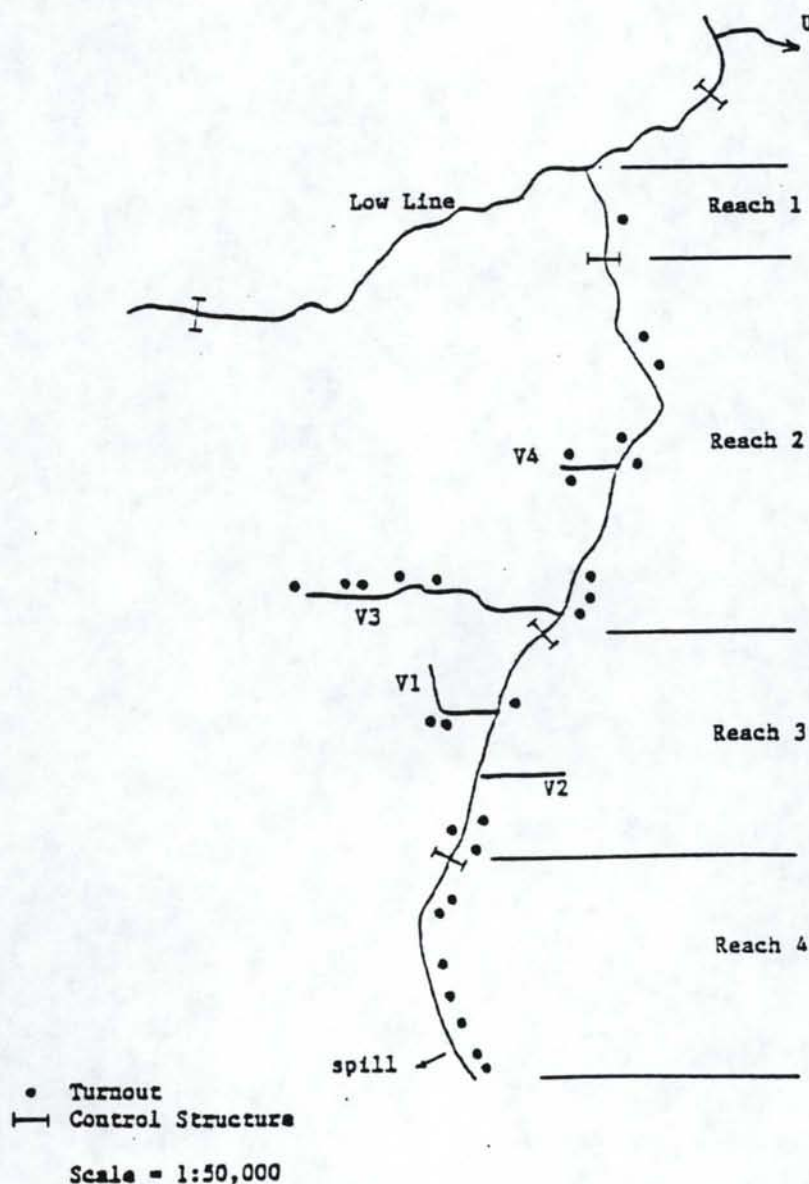 U
Low Line
Reach 1
Reach 2
V4
V3
V1
Reach 3
V2
Reach 4
spill
Turnout
Control Structure
Scale = 1:50,000